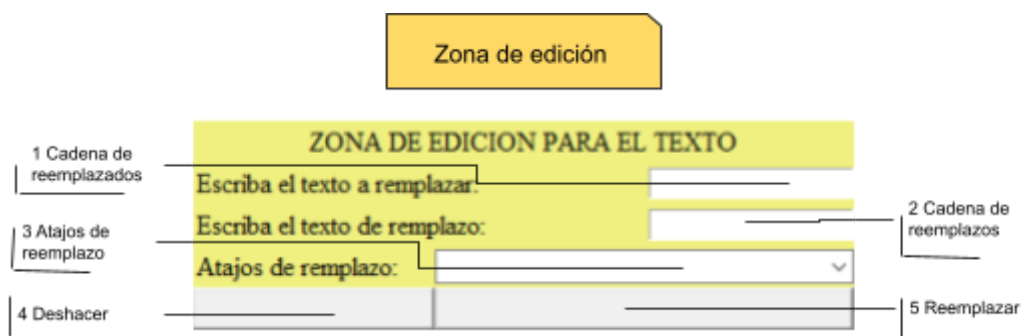 Zona de edición
ZONA DE EDICION PARA EL TEXTO
1 Cadena de
reemplazados
Escriba el texto a remplazar:
Escriba el texto de remplazo:
2 Cadena de
reemplazos
3 Atajos de
reemplazo
Atajos de remplazo:
4 Deshacer
5 Reemplazar